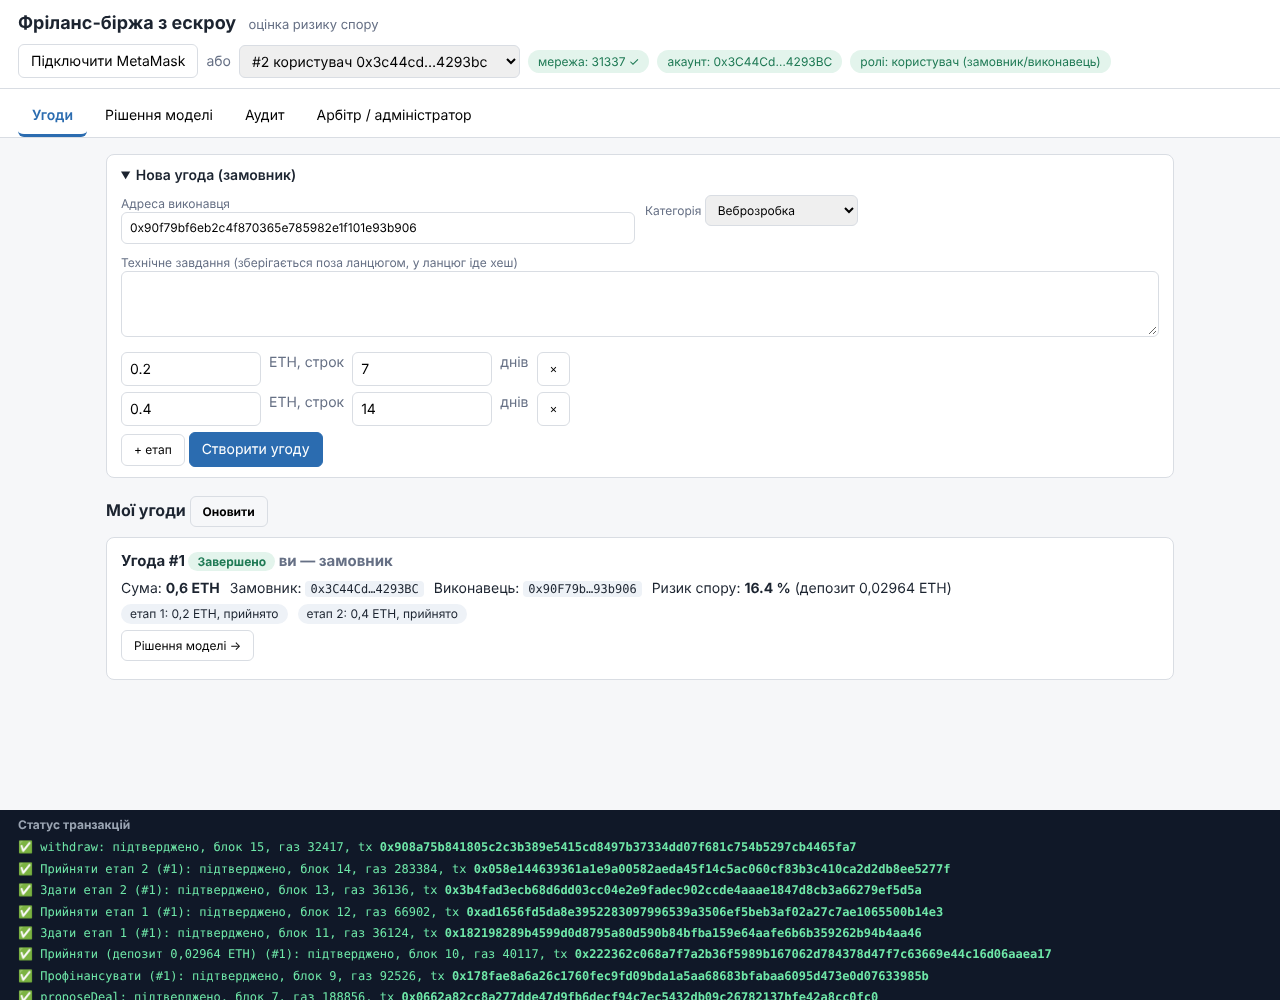 Фріланс-біржа з ескроу оцінка ризику спору
Підключити MetaMask або #2 користувач 0x3c44cd…4293bc мережа: 31337 ✓ акаунт: 0x3C44Cd…4293BC ролі: користувач (замовник/виконавець)
Угоди Рішення моделі Аудит Арбітр / адміністратор
▼ Нова угода (замовник)
Адреса виконавця
0x90f79bf6eb2c4f870365e785982e1f101e93b906
Категорія Веброзробка
Технічне завдання (зберігається поза ланцюгом, у ланцюг іде хеш)
0.2 ETH, строк 7 днів ×
0.4 ETH, строк 14 днів ×
+ етап Створити угоду
Мої угоди Оновити
Угода #1 Завершено ви — замовник
Сума: 0,6 ETH Замовник: 0x3C44Cd…4293BC Виконавець: 0x90F79b…93b906 Ризик спору: 16.4 % (депозит 0,02964 ETH)
етап 1: 0,2 ETH, прийнято етап 2: 0,4 ETH, прийнято
Рішення моделі →
Статус транзакцій
✅ withdraw: підтверджено, блок 15, газ 32417, tx 0x908a75b841805c2c3b389e5415cd8497b37334dd07f681c754b5297cb4465fa7
✅ Прийняти етап 2 (#1): підтверджено, блок 14, газ 283384, tx 0x058e144639361a1e9a00582aeda45f14c5ac060cf83b3c410ca2d2db8ee5277f
✅ Здати етап 2 (#1): підтверджено, блок 13, газ 36136, tx 0x3b4fad3ecb68d6dd03cc04e2e9fadec902ccde4aaae1847d8cb3a66279ef5d5a
✅ Прийняти етап 1 (#1): підтверджено, блок 12, газ 66902, tx 0xad1656fd5da8e3952283097996539a3506ef5beb3af02a27c7ae1065500b14e3
✅ Здати етап 1 (#1): підтверджено, блок 11, газ 36124, tx 0x182198289b4599d0d8795a80d590b84bfba159e64aafe6b6b359262b94b4aa46
✅ Прийняти (депозит 0,02964 ETH) (#1): підтверджено, блок 10, газ 40117, tx 0x222362c068a7f7a2b36f5989b167062d784378d47f7c63669e44c16d06aaea17
✅ Профінансувати (#1): підтверджено, блок 9, газ 92526, tx 0x178fae8a6a26c1760fec9fd09bda1a5aa68683bfabaa6095d473e0d07633985b
✅ proposeDeal: підтверджено, блок 7, газ 188856, tx 0x0662a82cc8a277dde47d9fb6decf94c7ec5432db09c26782137bfe42a8cc0fc0